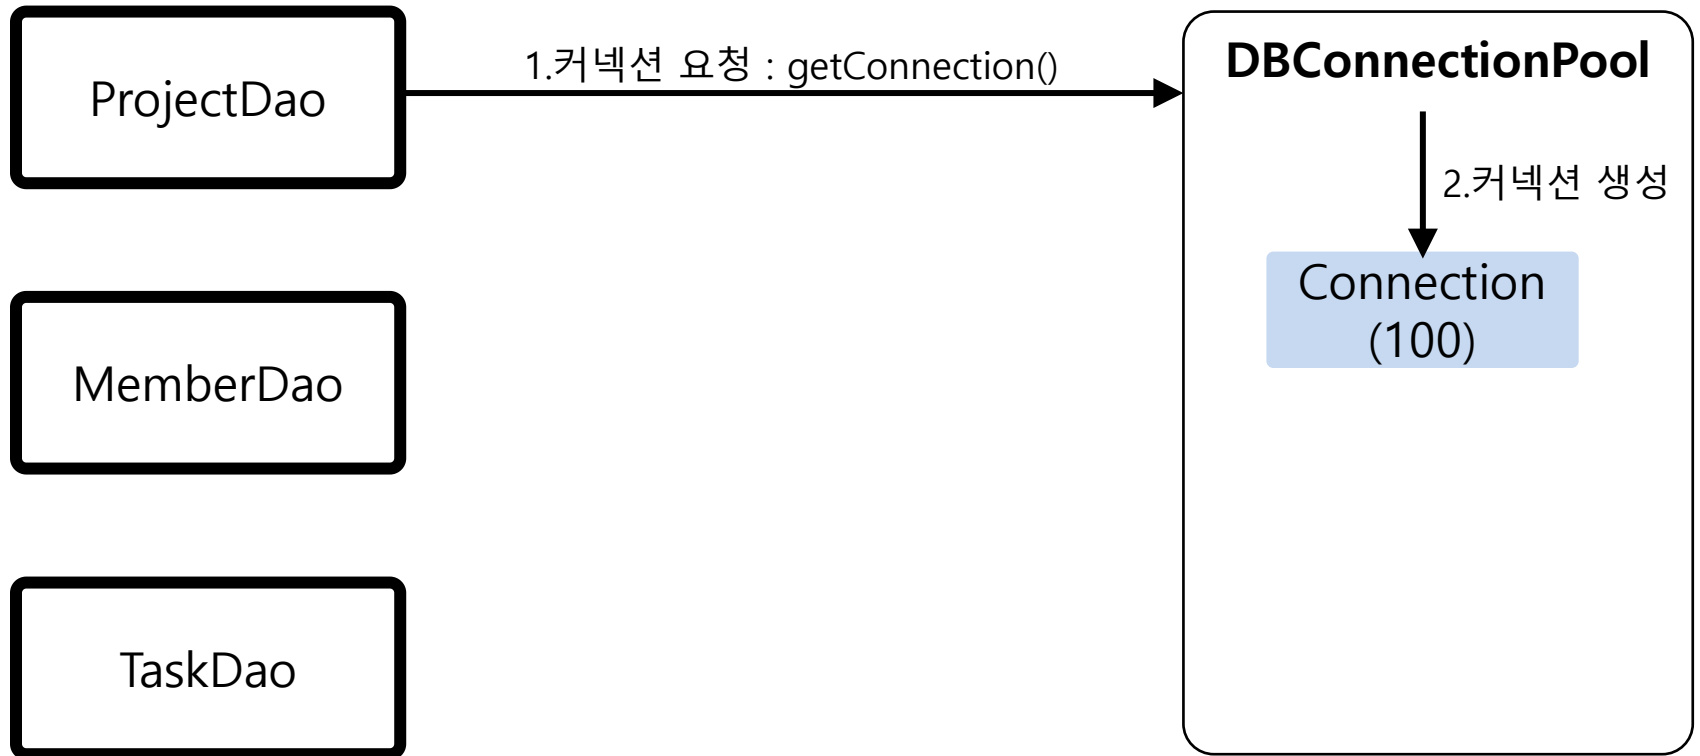 ProjectDao
1.커넥션 요청 : getConnection()
DBConnectionPool
2.커넥션 생성
Connection
(100)
MemberDao
TaskDao